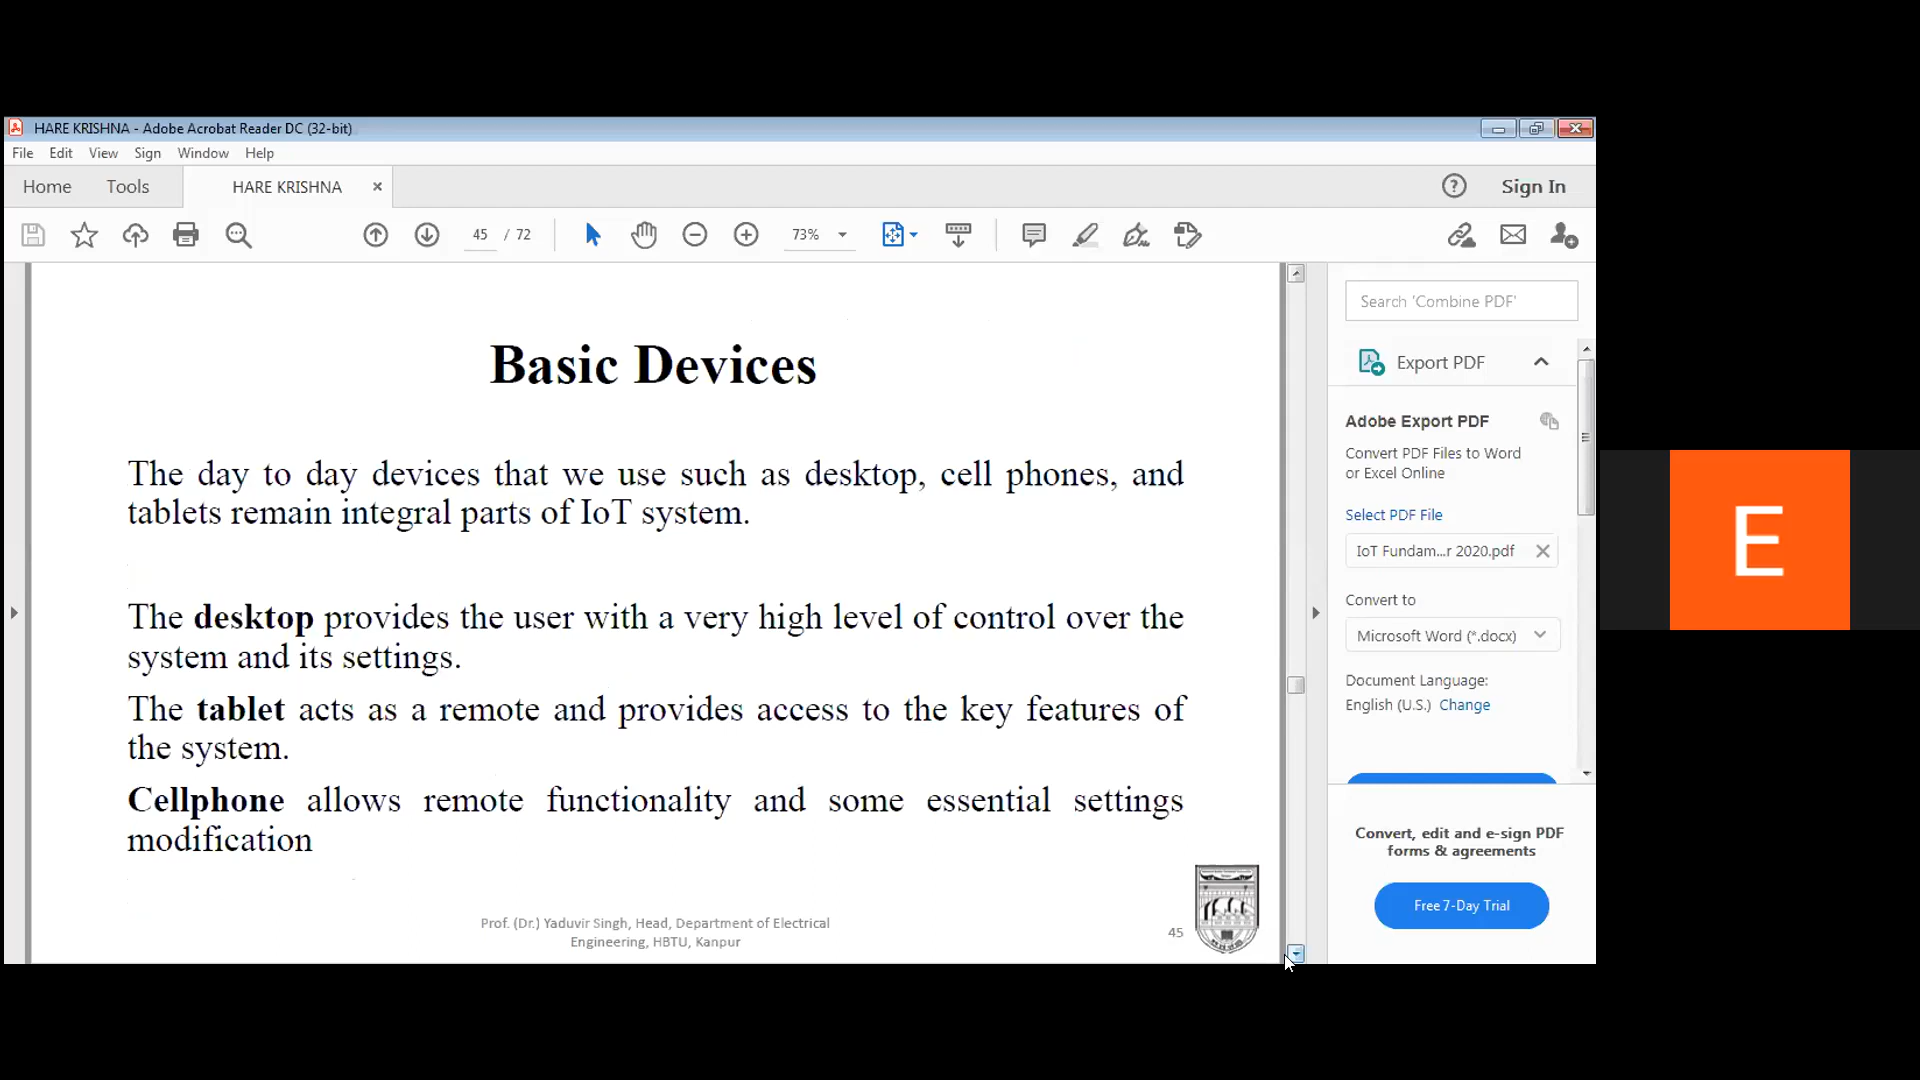 HARE KRISHNA - Adobe Acrobat Reader DC (32-bit)
File Edit View Sign Window Help
Home Tools HARE KRISHNA Sign In
45 / 72 73%
Search 'Combine PDF'
Export PDF
Adobe Export PDF
Convert PDF Files to Word
or Excel Online
Select PDF File
IoT Fundam...r 2020.pdf
Convert to
Microsoft Word (*.docx)
Document Language:
English (U.S.) Change
Convert, edit and e-sign PDF
forms & agreements
Free 7-Day Trial
Basic Devices
The day to day devices that we use such as desktop, cell phones, and
tablets remain integral parts of IoT system.
The desktop provides the user with a very high level of control over the
system and its settings.
The tablet acts as a remote and provides access to the key features of
the system.
Cellphone allows remote functionality and some essential settings
modification
Prof. (Dr.) Yaduvir Singh, Head, Department of Electrical
Engineering, HBTU, Kanpur
45
E